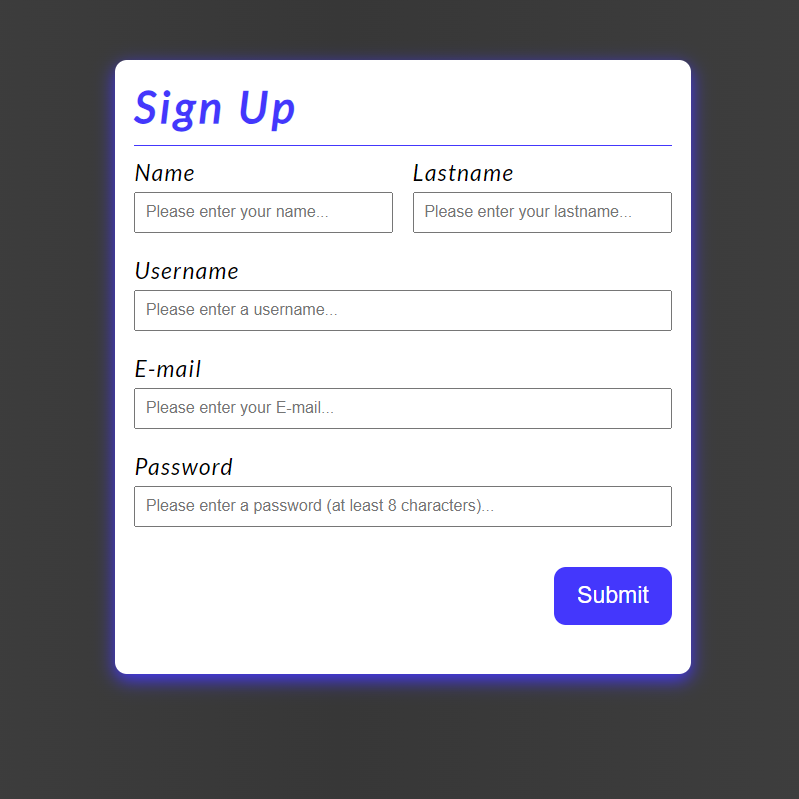 Sign Up
Name Lastname
Please enter your name... Please enter your lastname...
Username
Please enter a username...
E-mail
Please enter your E-mail...
Password
Please enter a password (at least 8 characters)...
Submit